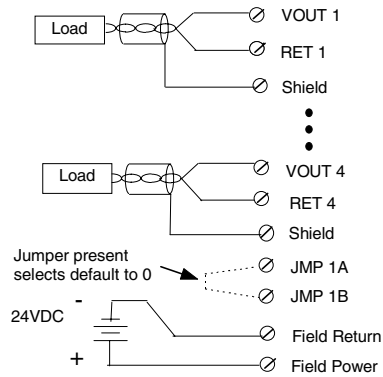 VOUT 1
Load
RET 1
Shield
VOUT 4
Load
RET 4
Shield
Jumper present
selects default to 0
JMP 1A
JMP 1B
-
24VDC
Field Return
+
Field Power